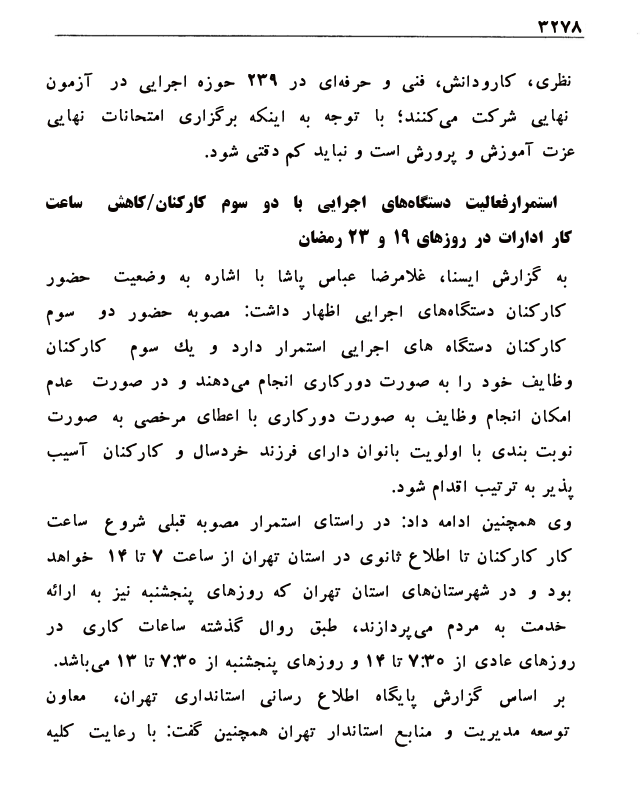 ۳۲۷۸
نظری، کارودانش، فنی و حرفه‌ای در ۲۳۹ حوزه اجرایی در آزمون
نهایی شرکت می‌کنند؛ با توجه به اینکه برگزاری امتحانات نهایی
عزت آموزش و پرورش است و نباید کم دقتی شود.
استمرارفعالیت دستگاه‌های اجرایی با دو سوم کارکنان/کاهش ساعت
کار ادارات در روزهای ۱۹ و ۲۳ رمضان
به گزارش ایسنا، غلامرضا عباس پاشا با اشاره به وضعیت حضور
کارکنان دستگاه‌های اجرایی اظهار داشت: مصوبه حضور دو سوم
کارکنان دستگاه های اجرایی استمرار دارد و یك سوم کارکنان
وظایف خود را به صورت دورکاری انجام می‌دهند و در صورت عدم
امکان انجام وظایف به صورت دورکاری با اعطای مرخصی به صورت
نوبت بندی با اولویت بانوان دارای فرزند خردسال و کارکنان آسیب
پذیر به ترتیب اقدام شود.
وی همچنین ادامه داد: در راستای استمرار مصوبه قبلی شروع ساعت
کار کارکنان تا اطلاع ثانوی در استان تهران از ساعت ۷ تا ۱۴ خواهد
بود و در شهرستان‌های استان تهران که روزهای پنجشنبه نیز به ارائه
خدمت به مردم می‌پردازند، طبق روال گذشته ساعات کاری در
روزهای عادی از ۷:۳۰ تا ۱۴ و روزهای پنجشنبه از ۷:۳۰ تا ۱۳ می‌باشد.
بر اساس گزارش پایگاه اطلاع رسانی استانداری تهران، معاون
توسعه مدیریت و منابع استاندار تهران همچنین گفت: با رعایت کلیه